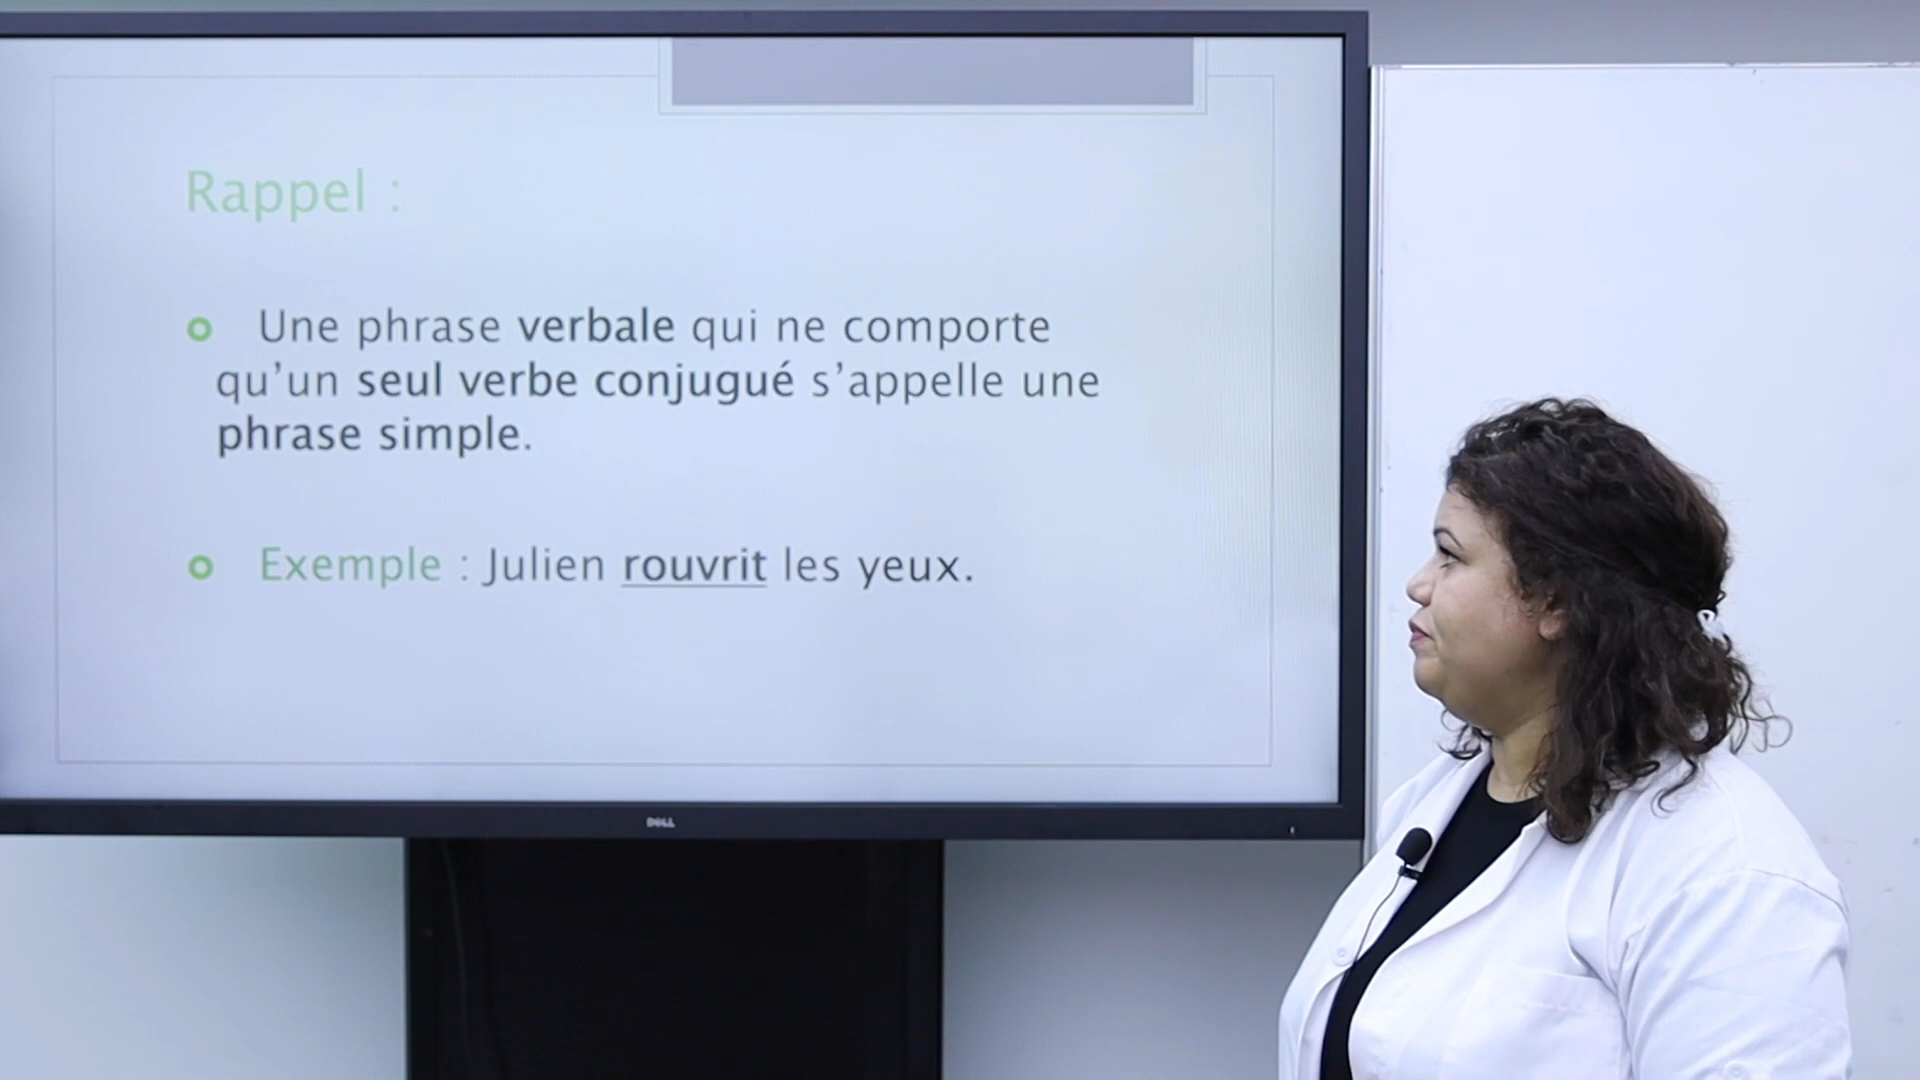 Rappel :
Une phrase verbale qui ne comporte
qu’un seul verbe conjugué s’appelle une
phrase simple.
Exemple : Julien rouvrit les yeux.
DELL